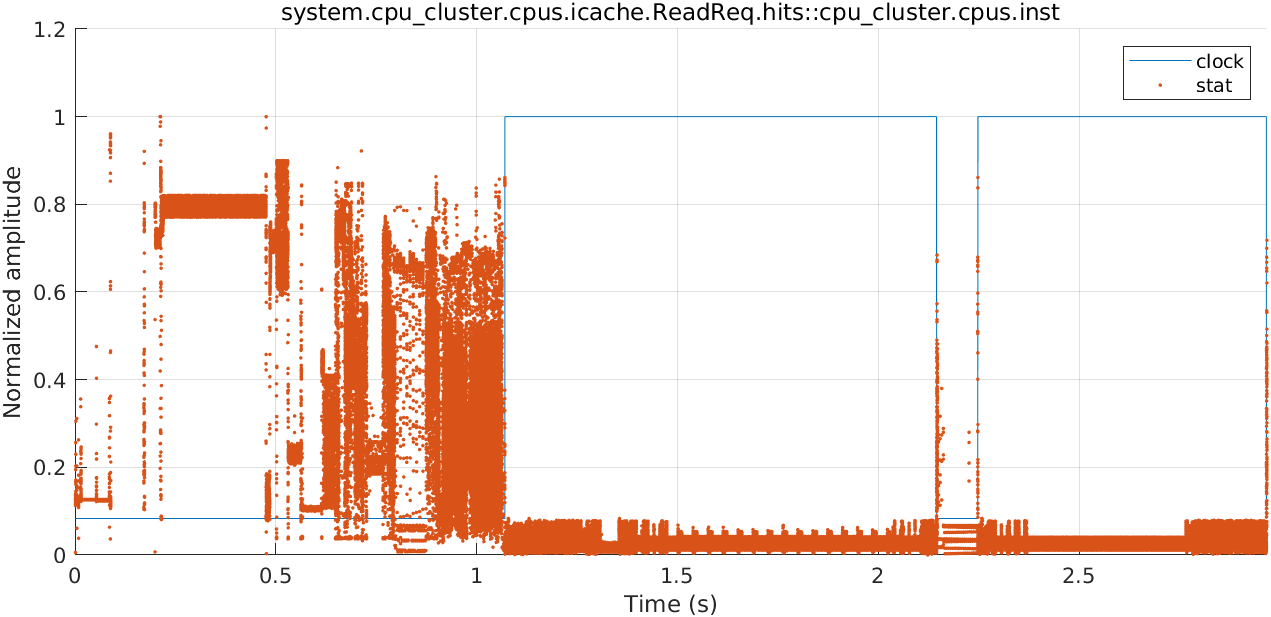 system.cpu_cluster.cpus.icache.ReadReq.hits::cpu_cluster.cpus.inst
1.2
1
0.8
0.6
0.4
0.2
0
Normalized amplitude
clock
stat
0 0.5 1 1.5 2 2.5
Time (s)